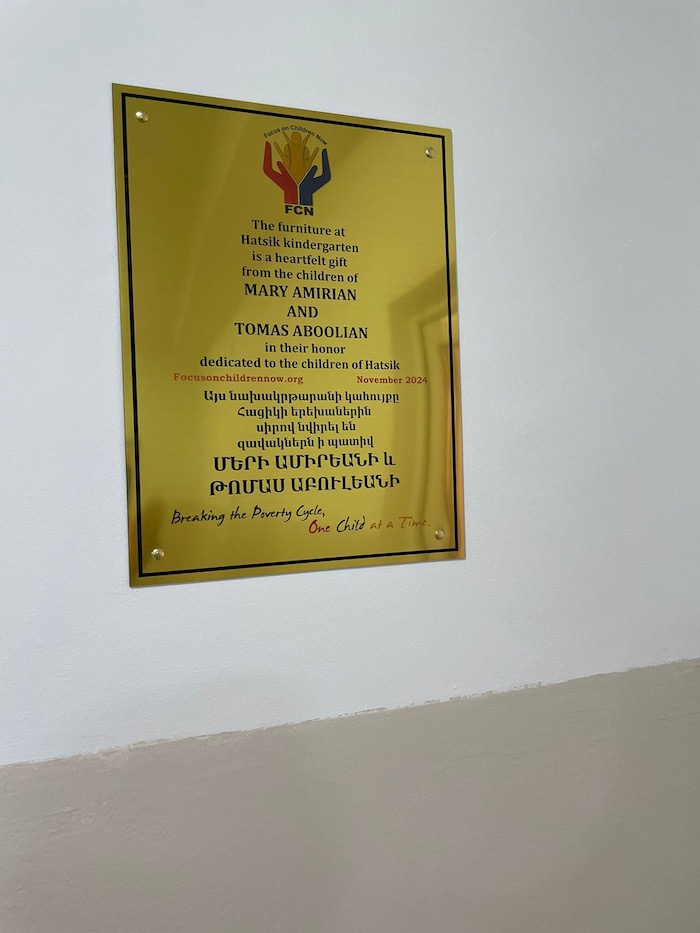 Focus on Children Now
FCN
The furniture at
Hatsik kindergarten
is a heartfelt gift
from the children of
MARY AMIRIAN
AND
TOMAS ABOOLIAN
in their honor
dedicated to the children of Hatsik
Focusonchildrennow.org November 2024
Այս նախակրթարանի կահույքը
Հացիկի երեխաներին
սիրով նվիրել են
զավակներն ի պատիվ
ՄԵՐԻ ԱՄԻՐԵԱՆԻ և
ԹՈՄԱՍ ԱԲՈՒԼԵԱՆԻ
Breaking the Poverty Cycle,
One Child at a Time.